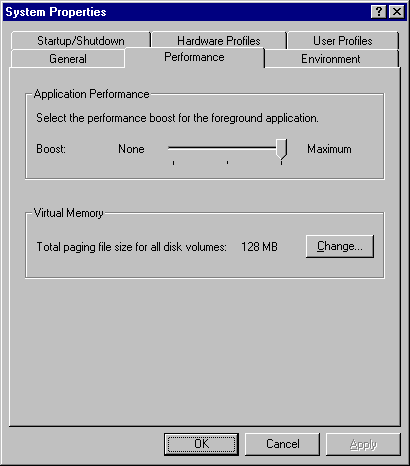 System Properties
Startup/Shutdown Hardware Profiles User Profiles
General Performance Environment
Application Performance
Select the performance boost for the foreground application.
Boost: None Maximum
Virtual Memory
Total paging file size for all disk volumes: 128 MB Change...
OK Cancel Apply